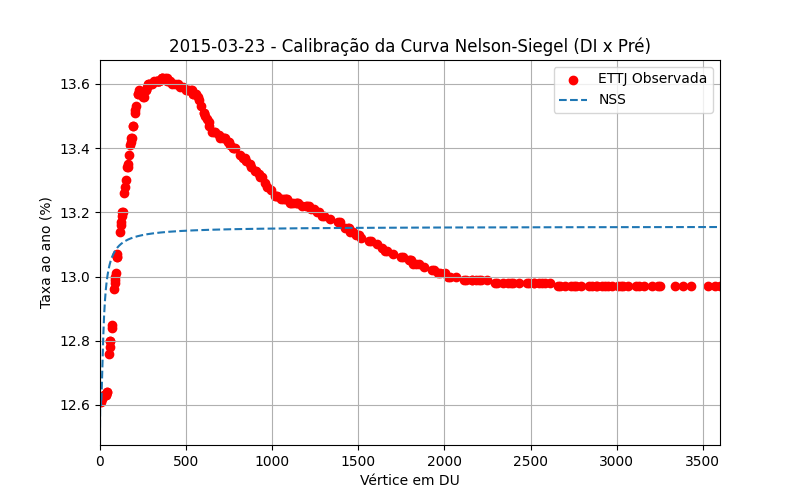 2015-03-23 - Calibração da Curva Nelson-Siegel (DI x Pré)
ETTJ Observada
NSS
Taxa ao ano (%)
13.6
13.4
13.2
13.0
12.8
12.6
0 500 1000 1500 2000 2500 3000 3500
Vértice em DU